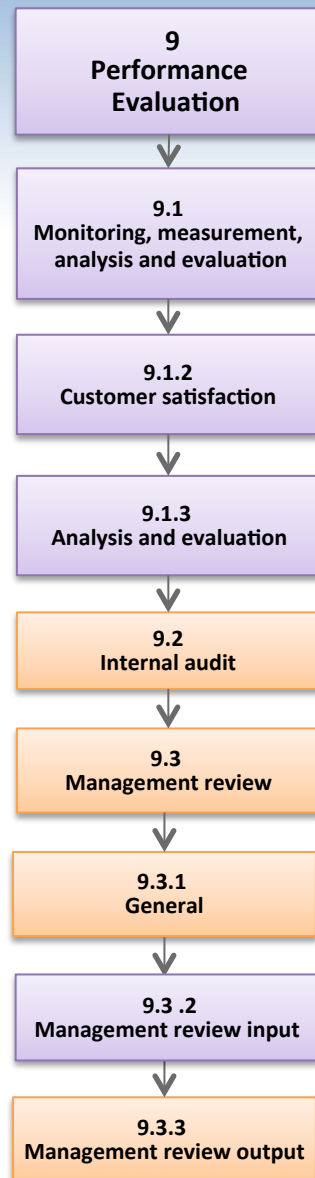 9
Performance
Evaluation
9.1
Monitoring, measurement,
analysis and evaluation
9.1.2
Customer satisfaction
9.1.3
Analysis and evaluation
9.2
Internal audit
9.3
Management review
9.3.1
General
9.3 .2
Management review input
9.3.3
Management review output